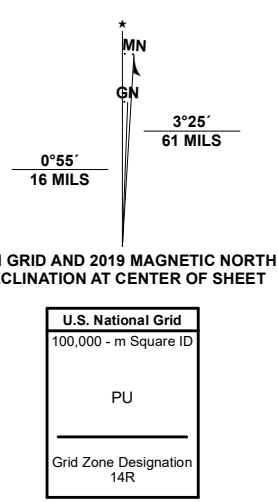 ★
MN
GN
3°25´
61 MILS
0°55´
16 MILS
GRID AND 2019 MAGNETIC NORTH
CLINATION AT CENTER OF SHEET
U.S. National Grid
100,000 - m Square ID
PU
Grid Zone Designation
14R